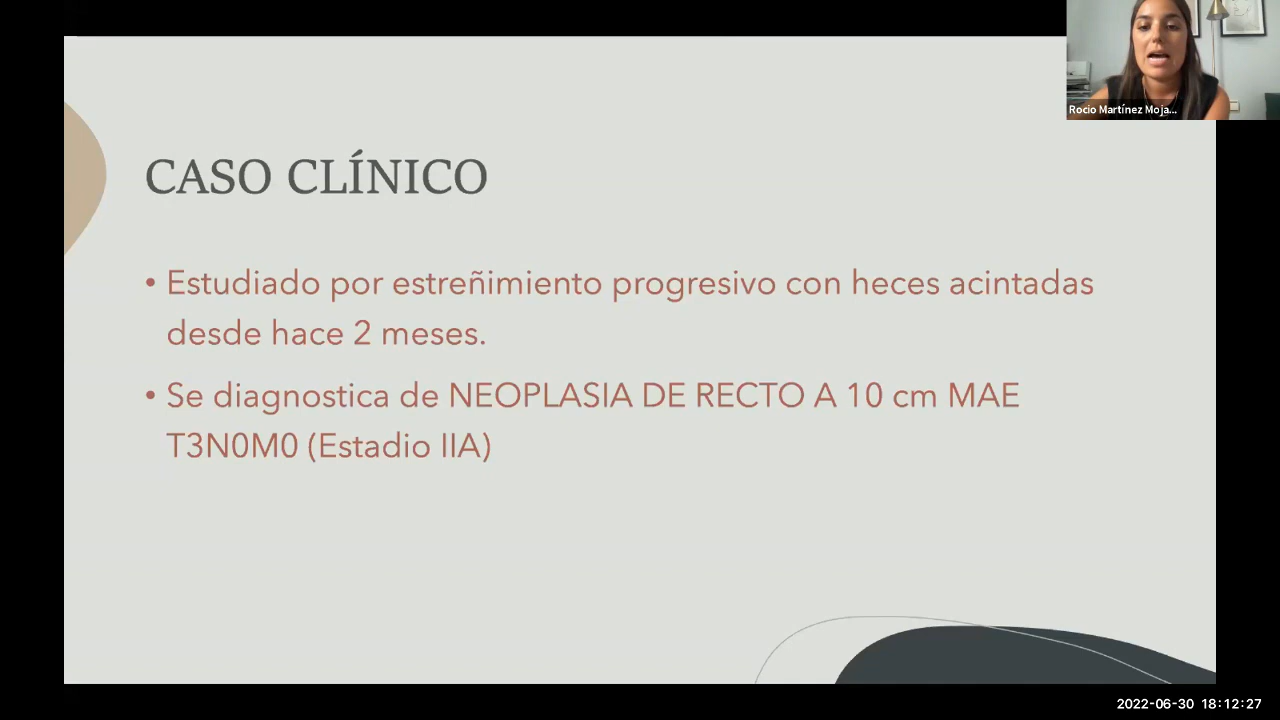 Rocio Martínez Moja...
CASO CLÍNICO
• Estudiado por estreñimiento progresivo con heces acintadas
desde hace 2 meses.
• Se diagnostica de NEOPLASIA DE RECTO A 10 cm MAE
T3N0M0 (Estadio IIA)
2022-06-30 18:12:27